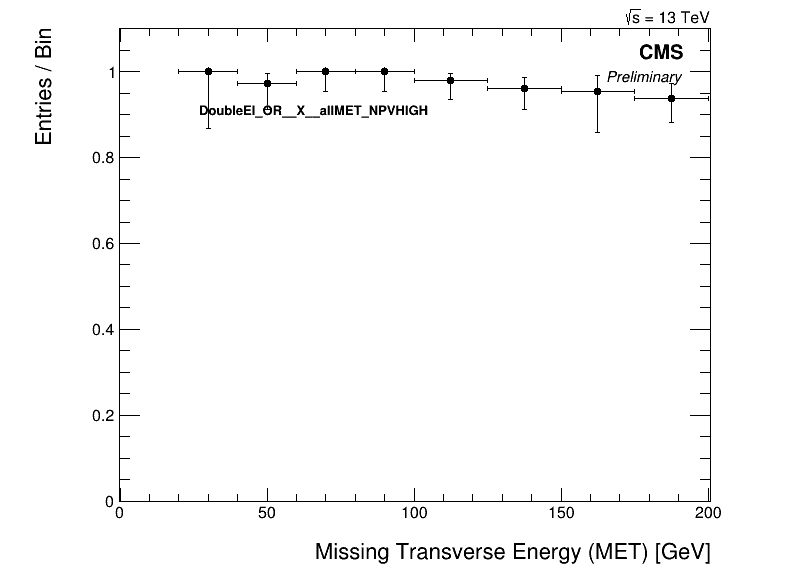 √s = 13 TeV
CMS
Preliminary
Entries / Bin
DoubleEl_OR__X__allMET_NPVHIGH
1
0.8
0.6
0.4
0.2
0
0 50 100 150 200
Missing Transverse Energy (MET) [GeV]